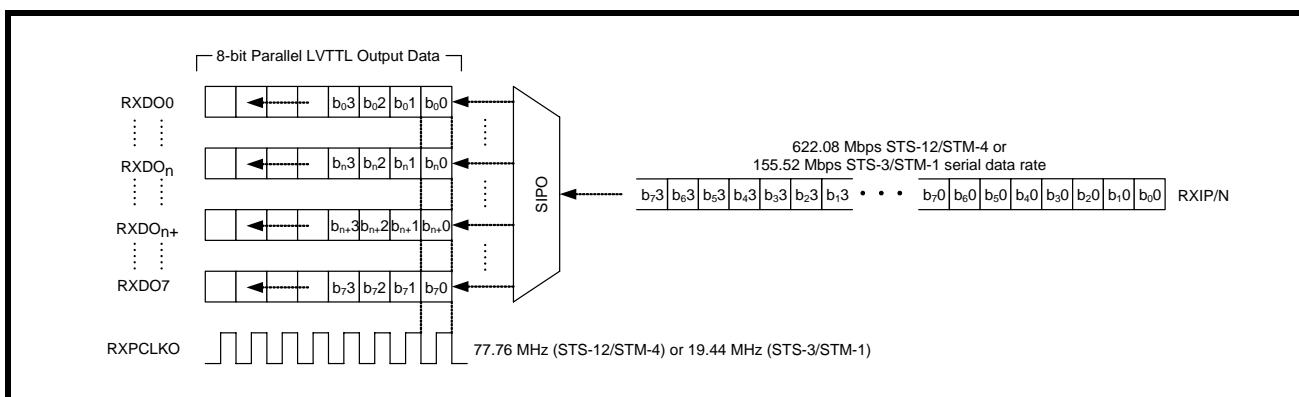 8-bit Parallel LVTTL Output Data
RXDO0
b03 b02 b01 b00
RXDOn
bn3 bn2 bn1 bn0
RXDOn+
bn+3 bn+2 bn+1 bn+0
RXDO7
b73 b72 b71 b70
RXPCLKO
77.76 MHz (STS-12/STM-4) or 19.44 MHz (STS-3/STM-1)
SIPO
622.08 Mbps STS-12/STM-4 or
155.52 Mbps STS-3/STM-1 serial data rate
b73 b63 b53 b43 b33 b23 b13 b70 b60 b50 b40 b30 b20 b10 b00
RXIP/N